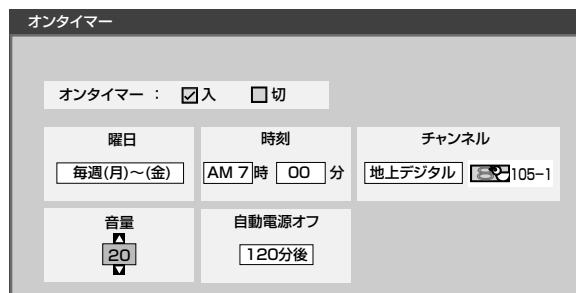 オンタイマー
オンタイマー : 入 切
曜日 時刻 チャンネル
毎週(月)～(金) AM 7 時 00 分 地上デジタル 105-1
音量 自動電源オフ
20 120分後